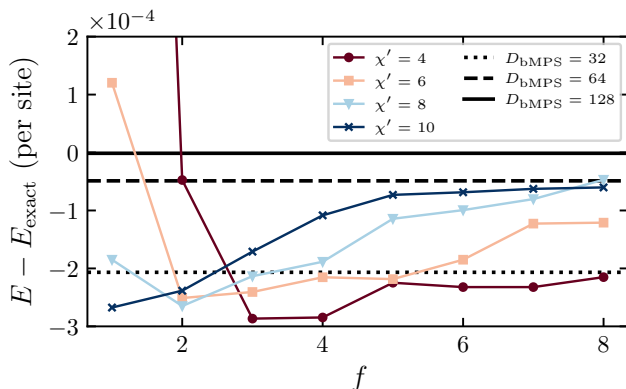 ×10⁻⁴
2
1
0
−1
−2
−3
E − E_exact (per site)
χ′ = 4
χ′ = 6
χ′ = 8
χ′ = 10
D_bMPS = 32
D_bMPS = 64
D_bMPS = 128
2
4
6
8
f